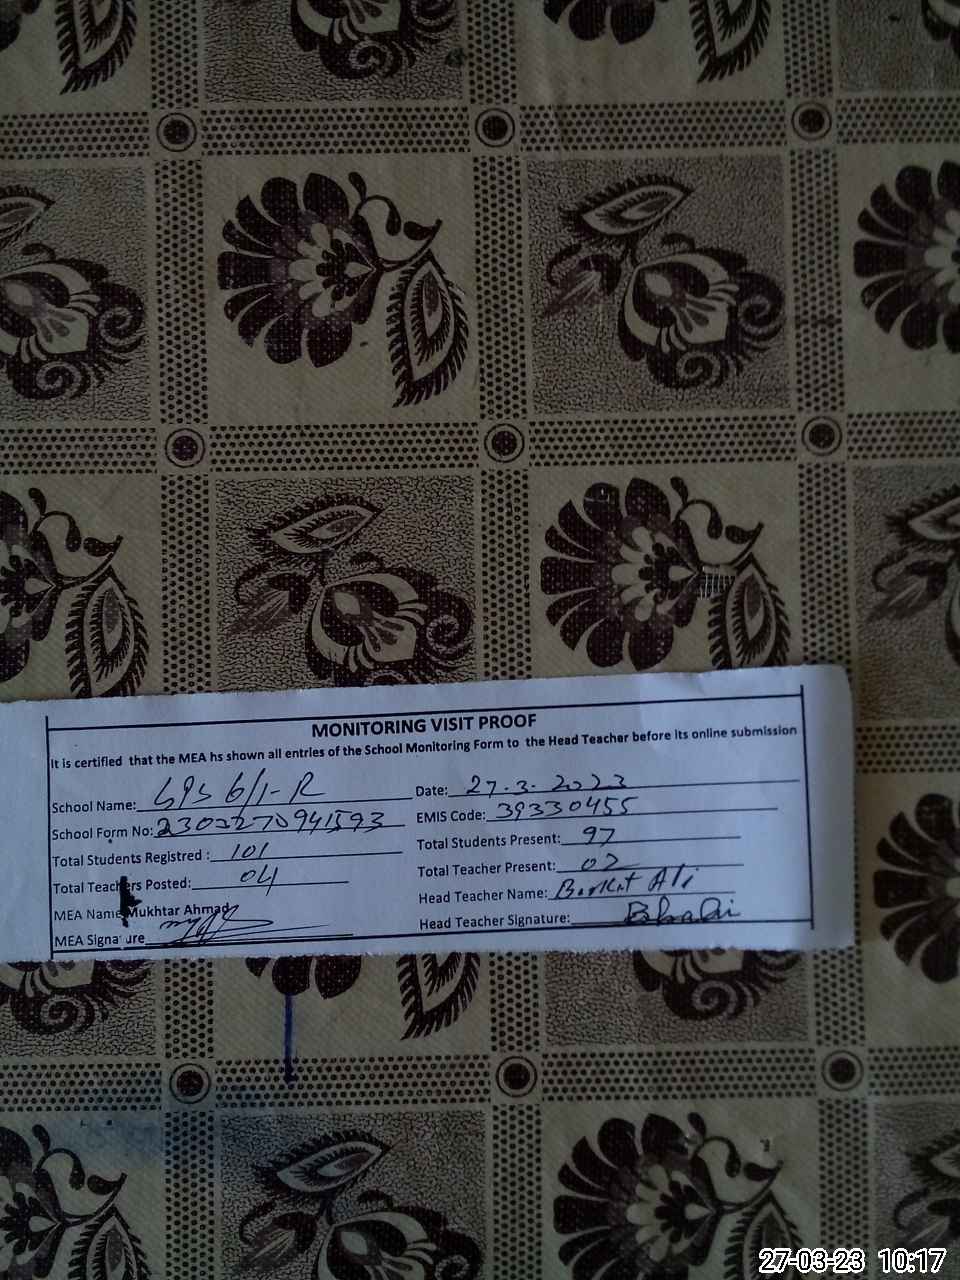 MONITORING VISIT PROOF
It is certified that the MEA hs shown all entries of the School Monitoring Form to the Head Teacher before its online submission
School Name: GPS 6/1-R Date: 27.3.2023
School Form No: EMIS Code: 39330455
Total Students Registred : 101 Total Students Present: 97
Total Teachers Posted: 04 Total Teacher Present: 02
MEA Name Mukhtar Ahmad Head Teacher Name: Barkat Ali
MEA Signature Head Teacher Signature:
27-03-23 10:17